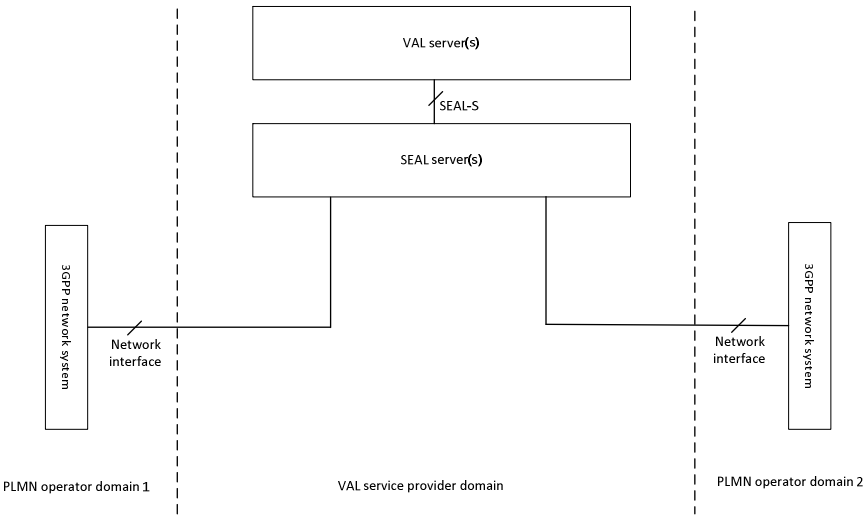 VAL server(s)
SEAL-S
SEAL server(s)
3GPP network system
3GPP network system
Network
interface
Network
interface
PLMN operator domain 1
VAL service provider domain
PLMN operator domain 2